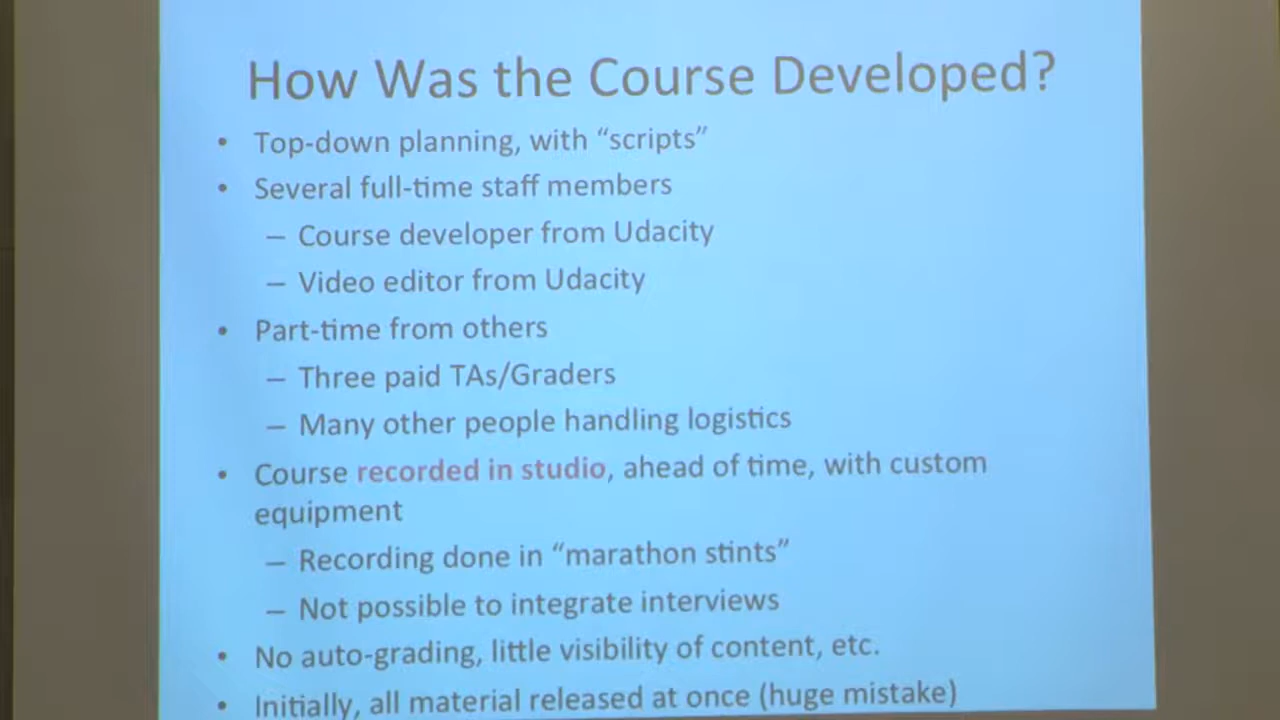 How Was the Course Developed?
• Top-down planning, with “scripts”
• Several full-time staff members
– Course developer from Udacity
– Video editor from Udacity
• Part-time from others
– Three paid TAs/Graders
– Many other people handling logistics
• Course recorded in studio, ahead of time, with custom
equipment
– Recording done in “marathon stints”
– Not possible to integrate interviews
• No auto-grading, little visibility of content, etc.
• Initially, all material released at once (huge mistake)